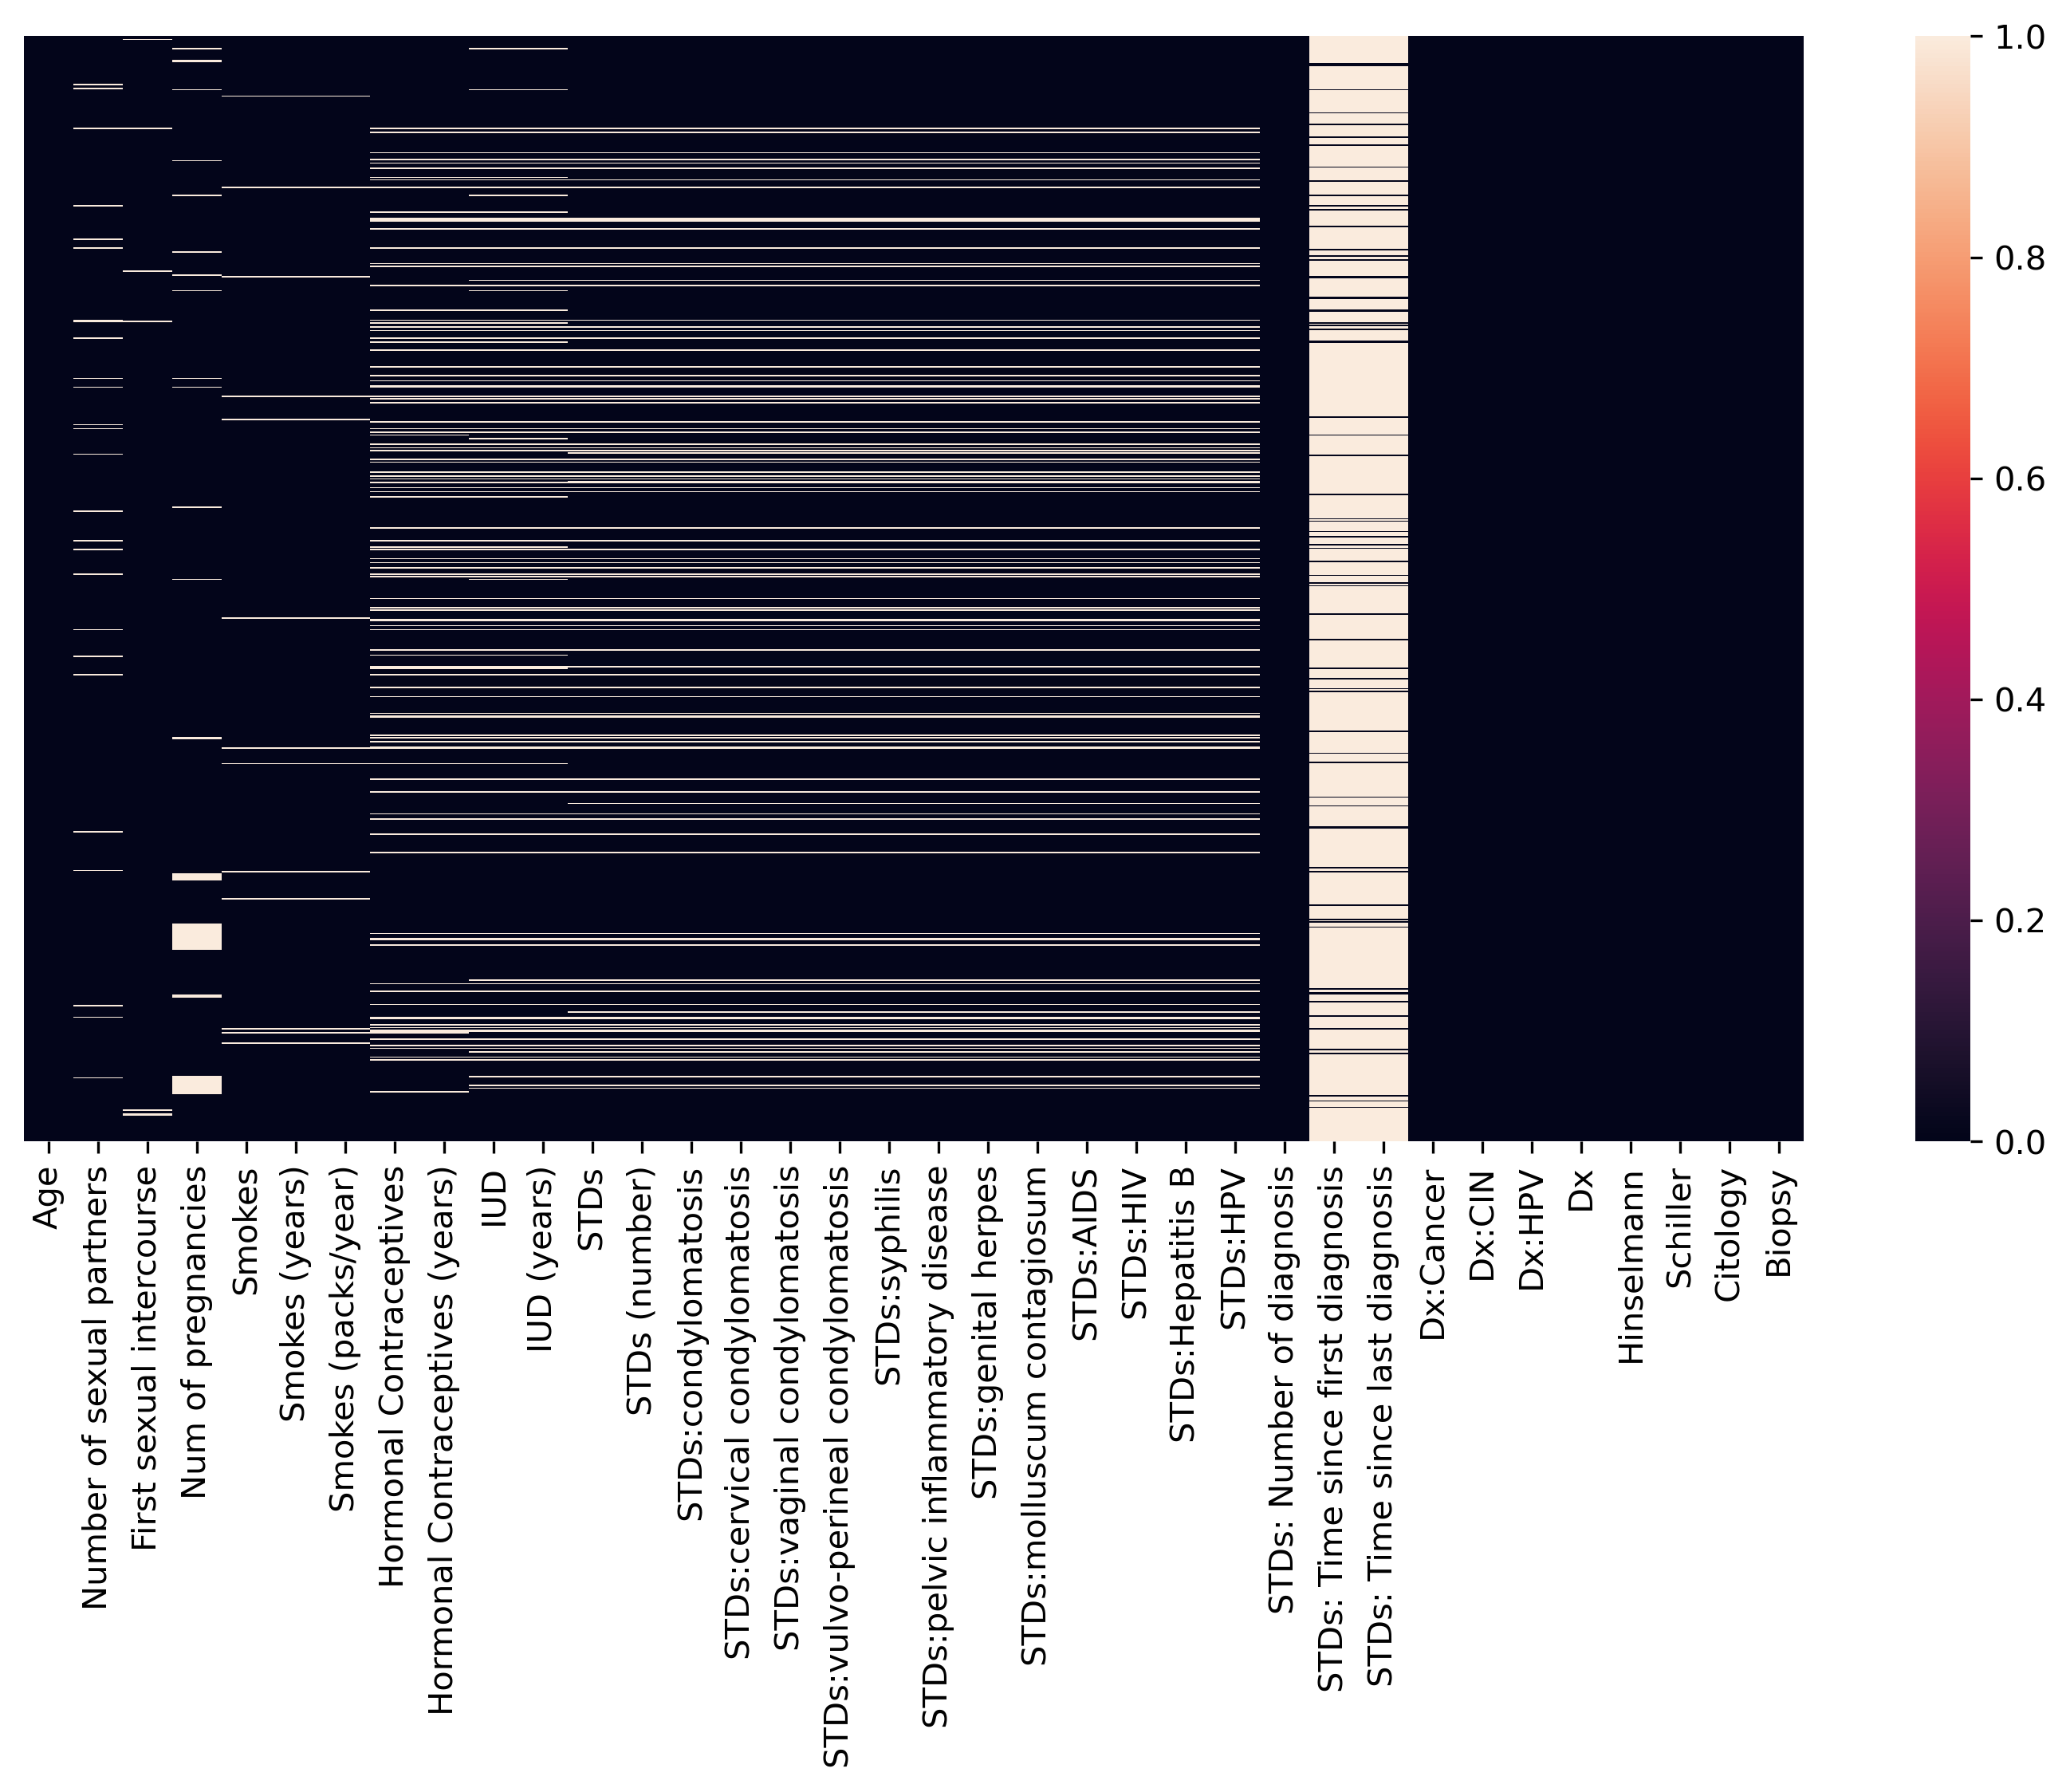 1.0
0.8
0.6
0.4
0.2
0.0
Age
Number of sexual partners
First sexual intercourse
Num of pregnancies
Smokes
Smokes (years)
Smokes (packs/year)
Hormonal Contraceptives
Hormonal Contraceptives (years)
IUD
IUD (years)
STDs
STDs (number)
STDs:condylomatosis
STDs:cervical condylomatosis
STDs:vaginal condylomatosis
STDs:vulvo-perineal condylomatosis
STDs:syphilis
STDs:pelvic inflammatory disease
STDs:genital herpes
STDs:molluscum contagiosum
STDs:AIDS
STDs:HIV
STDs:Hepatitis B
STDs:HPV
STDs: Number of diagnosis
STDs: Time since first diagnosis
STDs: Time since last diagnosis
Dx:Cancer
Dx:CIN
Dx:HPV
Dx
Hinselmann
Schiller
Citology
Biopsy